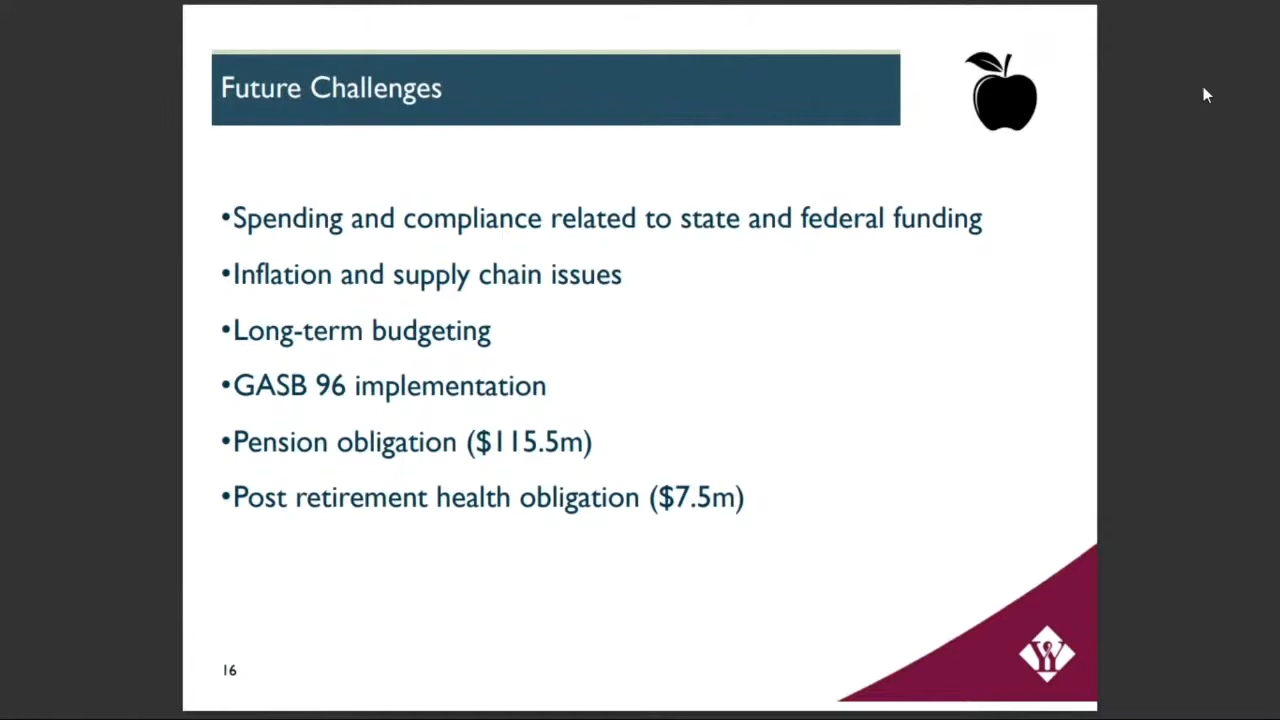 Future Challenges
•Spending and compliance related to state and federal funding
•Inflation and supply chain issues
•Long-term budgeting
•GASB 96 implementation
•Pension obligation ($115.5m)
•Post retirement health obligation ($7.5m)
16